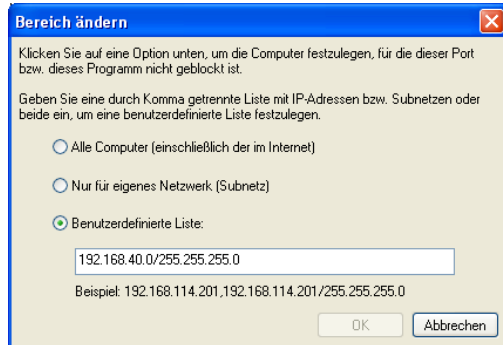 Bereich ändern
Klicken Sie auf eine Option unten, um die Computer festzulegen, für die dieser Port
bzw. dieses Programm nicht geblockt ist.
Geben Sie eine durch Komma getrennte Liste mit IP-Adressen bzw. Subnetzen oder
beide ein, um eine benutzerdefinierte Liste festzulegen.
Alle Computer (einschließlich der im Internet)
Nur für eigenes Netzwerk (Subnetz)
Benutzerdefinierte Liste:
192.168.40.0/255.255.255.0
Beispiel: 192.168.114.201,192.168.114.201/255.255.255.0
OK Abbrechen